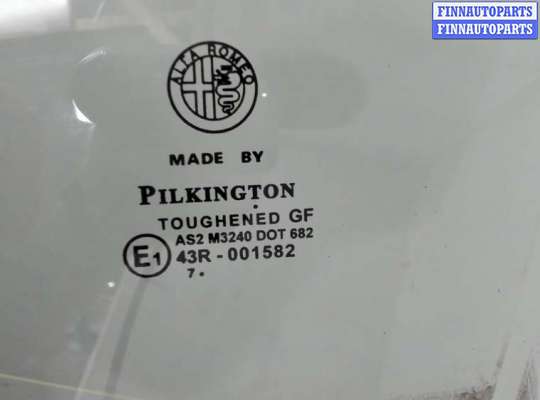 FINNAUTOPARTS
FINNAUTOPARTS
ALFA ROMEO
MADE BY
PILKINGTON
TOUGHENED GF
AS2 M3240 DOT 682
E1 43R - 001582
7 .